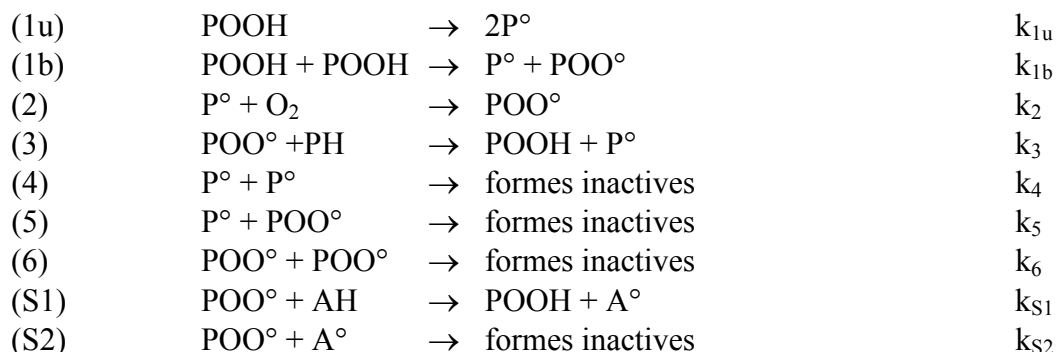 (1u) POOH → 2P° k1u
(1b) POOH + POOH → P° + POO° k1b
(2) P° + O2 → POO° k2
(3) POO° +PH → POOH + P° k3
(4) P° + P° → formes inactives k4
(5) P° + POO° → formes inactives k5
(6) POO° + POO° → formes inactives k6
(S1) POO° + AH → POOH + A° kS1
(S2) POO° + A° → formes inactives kS2